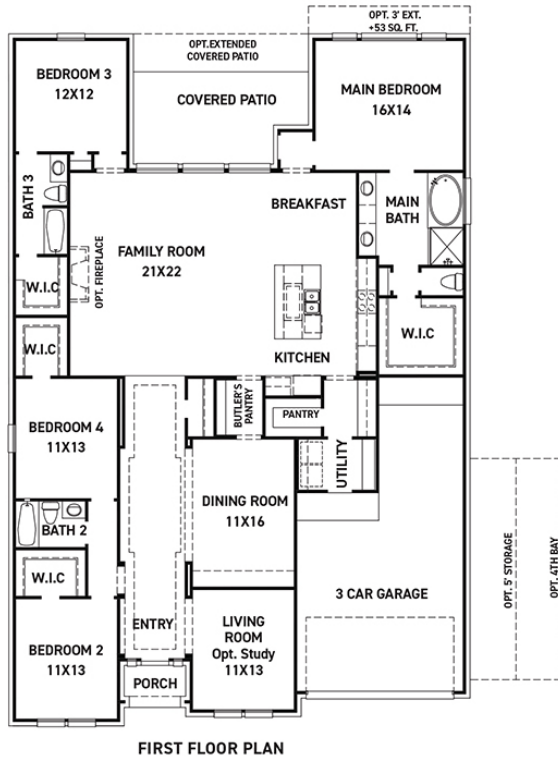 OPT. 3' EXT.
+53 SQ. FT.
OPT.EXTENDED
COVERED PATIO
BEDROOM 3
12X12
COVERED PATIO
MAIN BEDROOM
16X14
BATH 3
BREAKFAST
MAIN
BATH
FAMILY ROOM
21X22
OPT. FIREPLACE
W.I.C
W.I.C
W.I.C
KITCHEN
BUTLER'S
PANTRY
PANTRY
BEDROOM 4
11X13
UTILITY
DINING ROOM
11X16
BATH 2
W.I.C
OPT. 5' STORAGE
OPT. 4TH BAY
3 CAR GARAGE
ENTRY
LIVING
ROOM
Opt. Study
11X13
BEDROOM 2
11X13
PORCH
FIRST FLOOR PLAN